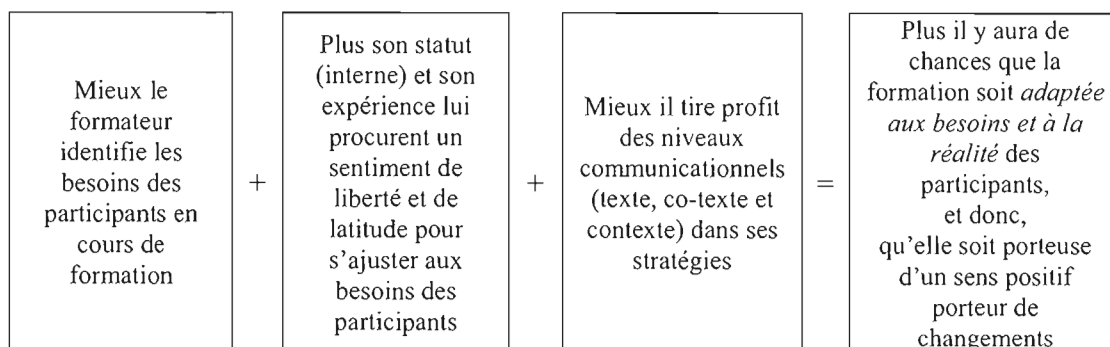 Mieux le
formateur
identifie les
besoins des
participants en
cours de
formation
+
Plus son statut
(interne) et son
expérience lui
procurent un
sentiment de
liberté et de
latitude pour
s'ajuster aux
besoins des
participants
+
Mieux il tire profit
des niveaux
communicationnels
(texte, co-texte et
contexte) dans ses
stratégies
=
Plus il y aura de
chances que la
formation soit adaptée
aux besoins et à la
réalité des
participants,
et donc,
qu'elle soit porteuse
d'un sens positif
porteur de
changements